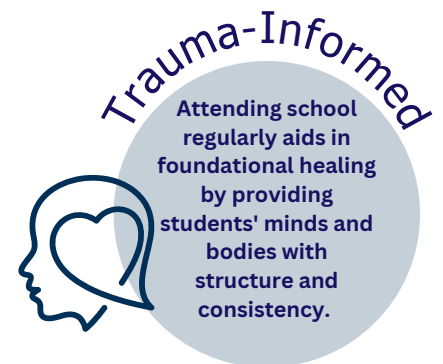 Trauma-Informed
Attending school
regularly aids in
foundational healing
by providing
students' minds and
bodies with
structure and
consistency.